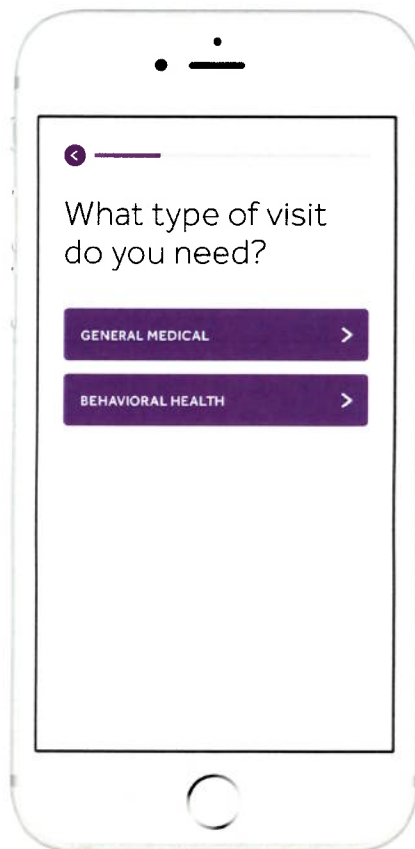 What type of visit
do you need?
GENERAL MEDICAL
BEHAVIORAL HEALTH